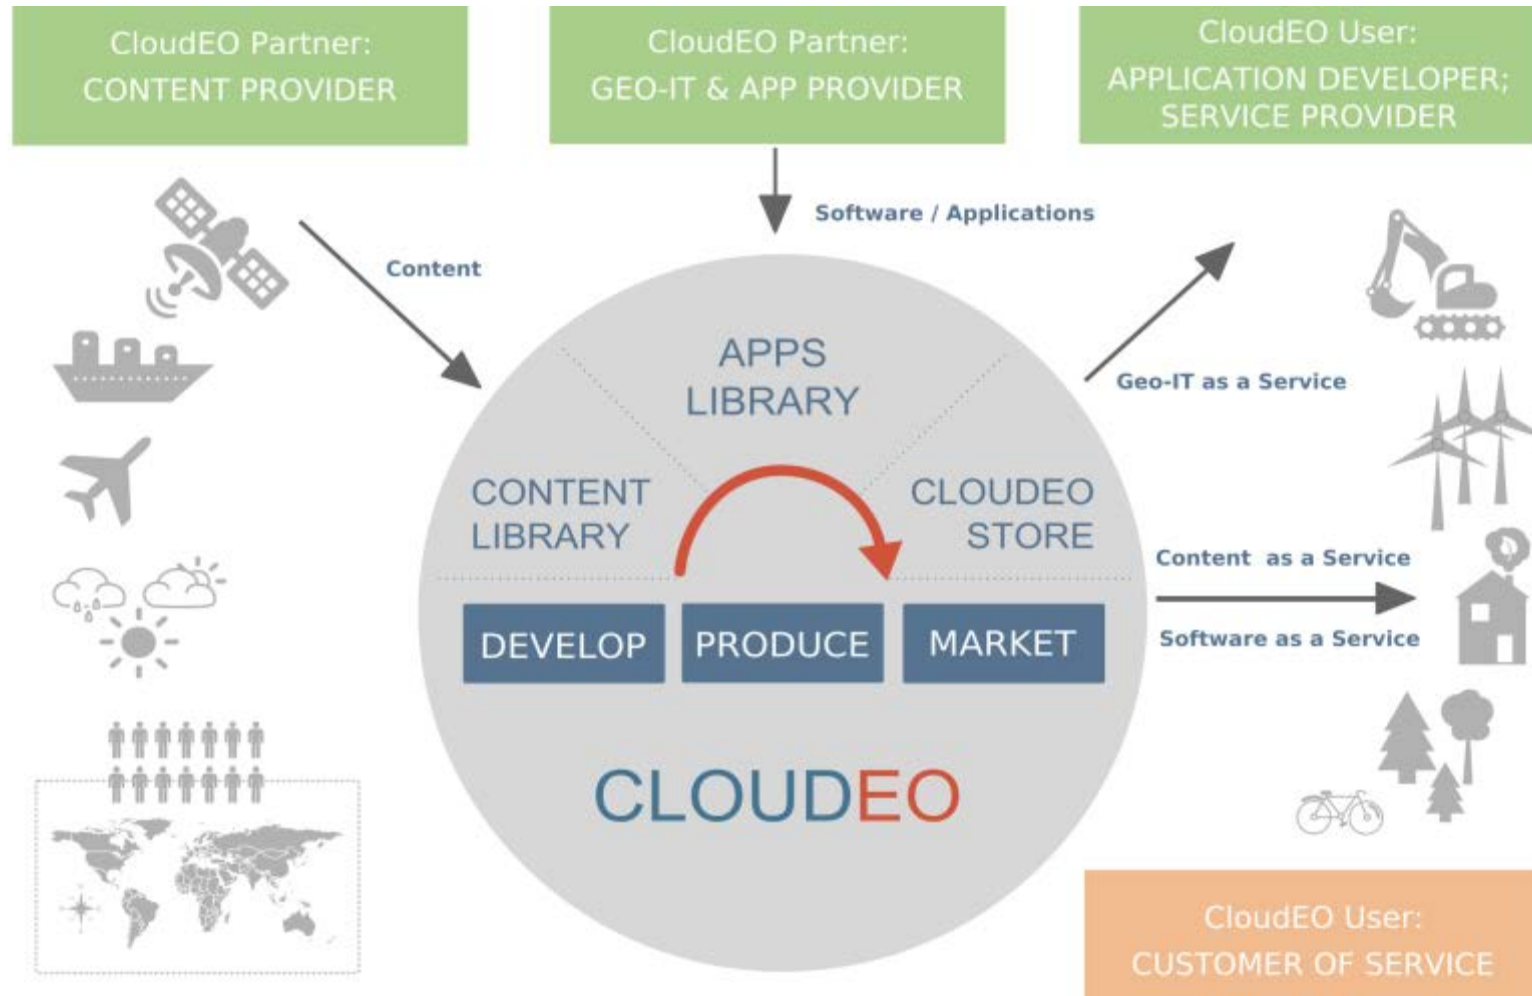 CloudEO Partner:
CONTENT PROVIDER
CloudEO Partner:
GEO-IT & APP PROVIDER
CloudEO User:
APPLICATION DEVELOPER;
SERVICE PROVIDER
Software / Applications
Content
APPS
LIBRARY
Geo-IT as a Service
CONTENT
LIBRARY
CLOUDEO
STORE
Content as a Service
Software as a Service
DEVELOP
PRODUCE
MARKET
CLOUDEO
CloudEO User:
CUSTOMER OF SERVICE